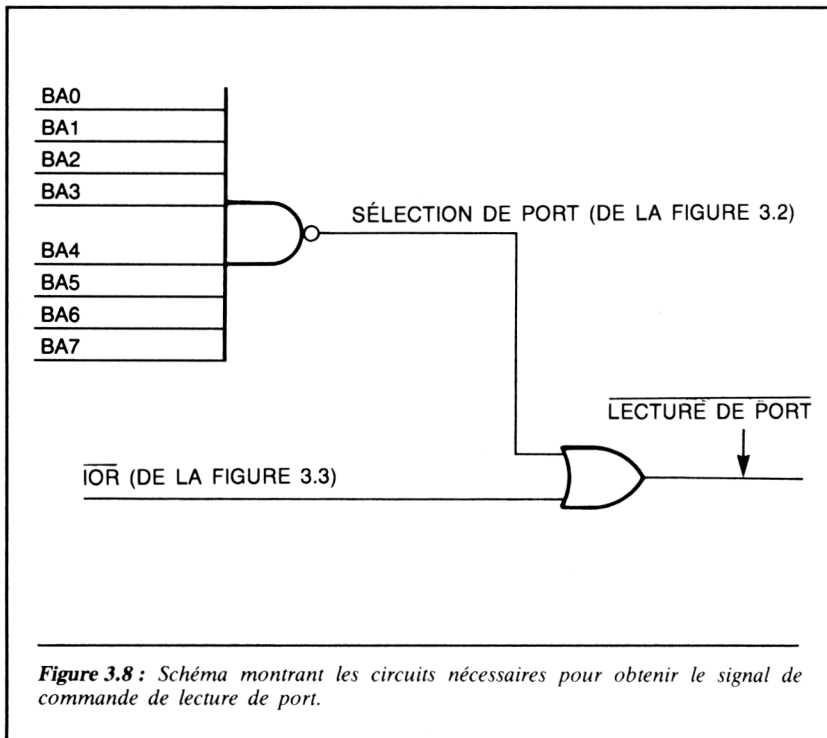 BA0
BA1
BA2
BA3
BA4
BA5
BA6
BA7
SÉLECTION DE PORT (DE LA FIGURE 3.2)
LECTURE DE PORT
IOR (DE LA FIGURE 3.3)
Figure 3.8 : Schéma montrant les circuits nécessaires pour obtenir le signal de
commande de lecture de port.